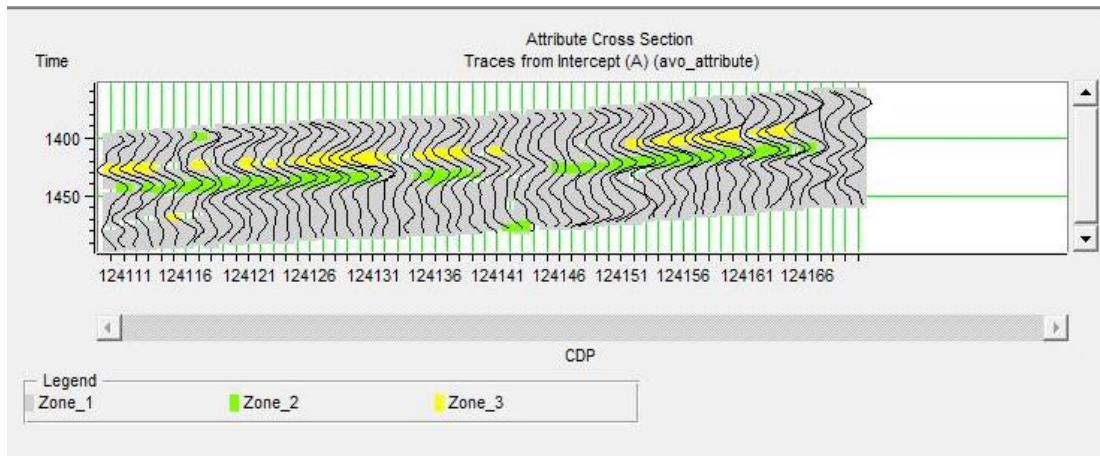 Attribute Cross Section
Time Traces from Intercept (A) (avo_attribute)
1400
1450
124111 124116 124121 124126 124131 124136 124141 124146 124151 124156 124161 124166
CDP
Legend
Zone_1 Zone_2 Zone_3